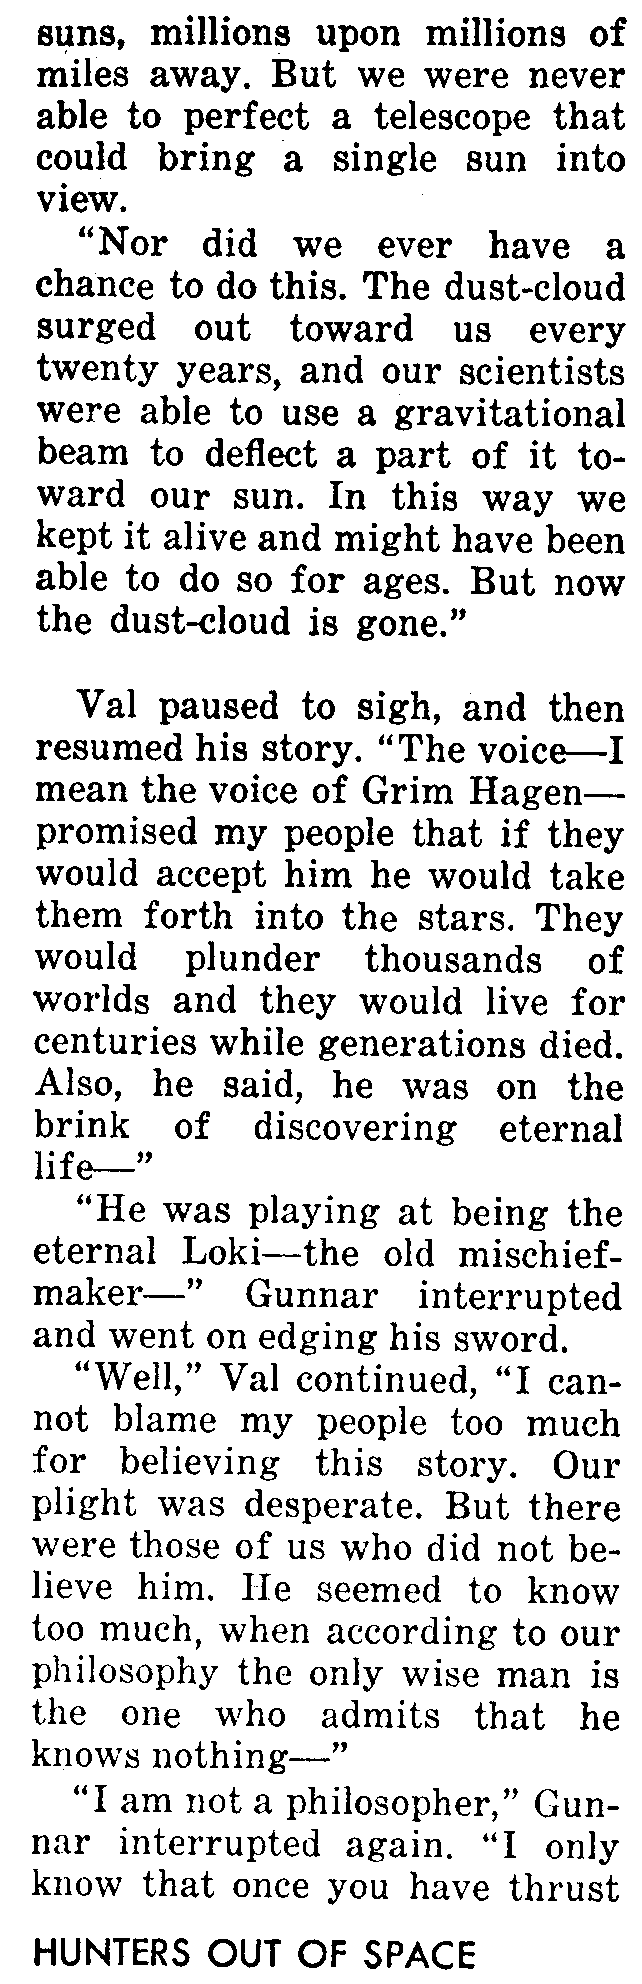 suns, millions upon millions of
miles away. But we were never
able to perfect a telescope that
could bring a single sun into
view.
“Nor did we ever have a
chance to do this. The dust-cloud
surged out toward us every
twenty years, and our scientists
were able to use a gravitational
beam to deflect a part of it to-
ward our sun. In this way we
kept it alive and might have been
able to do so for ages. But now
the dust-cloud is gone.”
Val paused to sigh, and then
resumed his story. “The voice—I
mean the voice of Grim Hagen—
promised my people that if they
would accept him he would take
them forth into the stars. They
would plunder thousands of
worlds and they would live for
centuries while generations died.
Also, he said, he was on the
brink of discovering eternal
life—”
“He was playing at being the
eternal Loki—the old mischief-
maker—” Gunnar interrupted
and went on edging his sword.
“Well,” Val continued, “I can-
not blame my people too much
for believing this story. Our
plight was desperate. But there
were those of us who did not be-
lieve him. He seemed to know
too much, when according to our
philosophy the only wise man is
the one who admits that he
knows nothing—”
“I am not a philosopher,” Gun-
nar interrupted again. “I only
know that once you have thrust
HUNTERS OUT OF SPACE